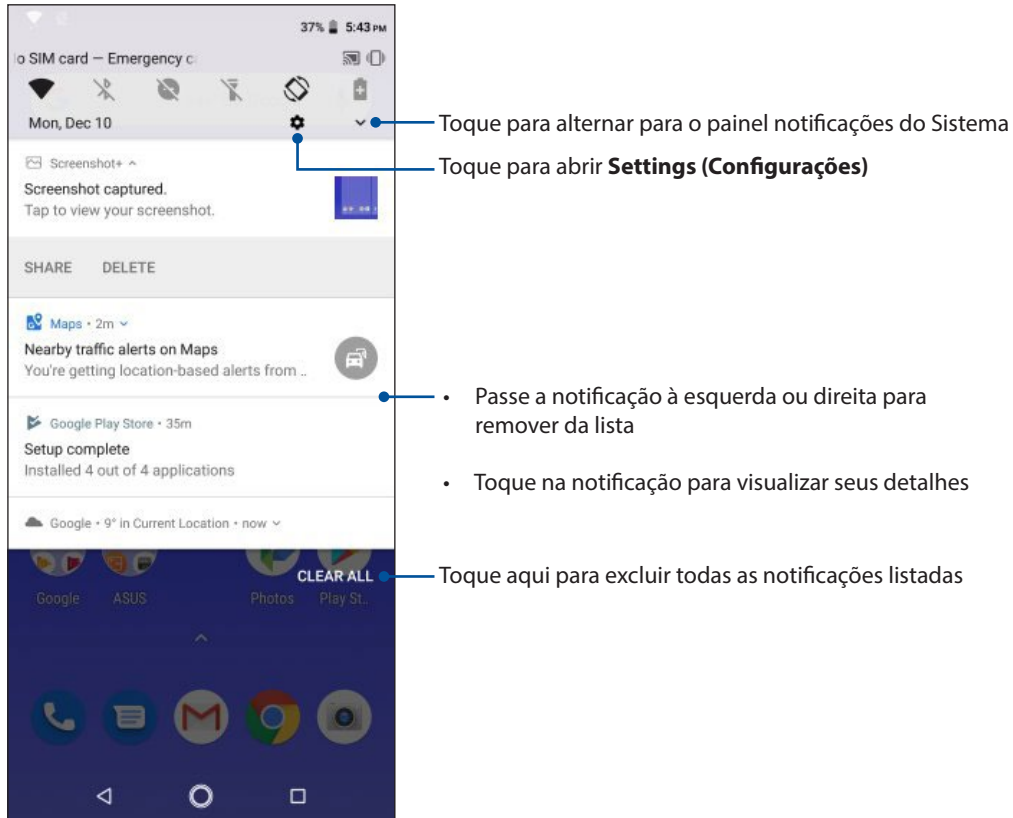 37% 5:43 PM
o SIM card — Emergency c
Mon, Dec 10
Toque para alternar para o painel notificações do Sistema
Toque para abrir Settings (Configurações)
Screenshot+
Screenshot captured.
Tap to view your screenshot.
SHARE DELETE
Maps • 2m
Nearby traffic alerts on Maps
You're getting location-based alerts from ..
• Passe a notificação à esquerda ou direita para
remover da lista
Google Play Store • 35m
Setup complete
Installed 4 out of 4 applications
• Toque na notificação para visualizar seus detalhes
Google • 9° in Current Location • now
CLEAR ALL
Toque aqui para excluir todas as notificações listadas
Google ASUS Photos Play St..